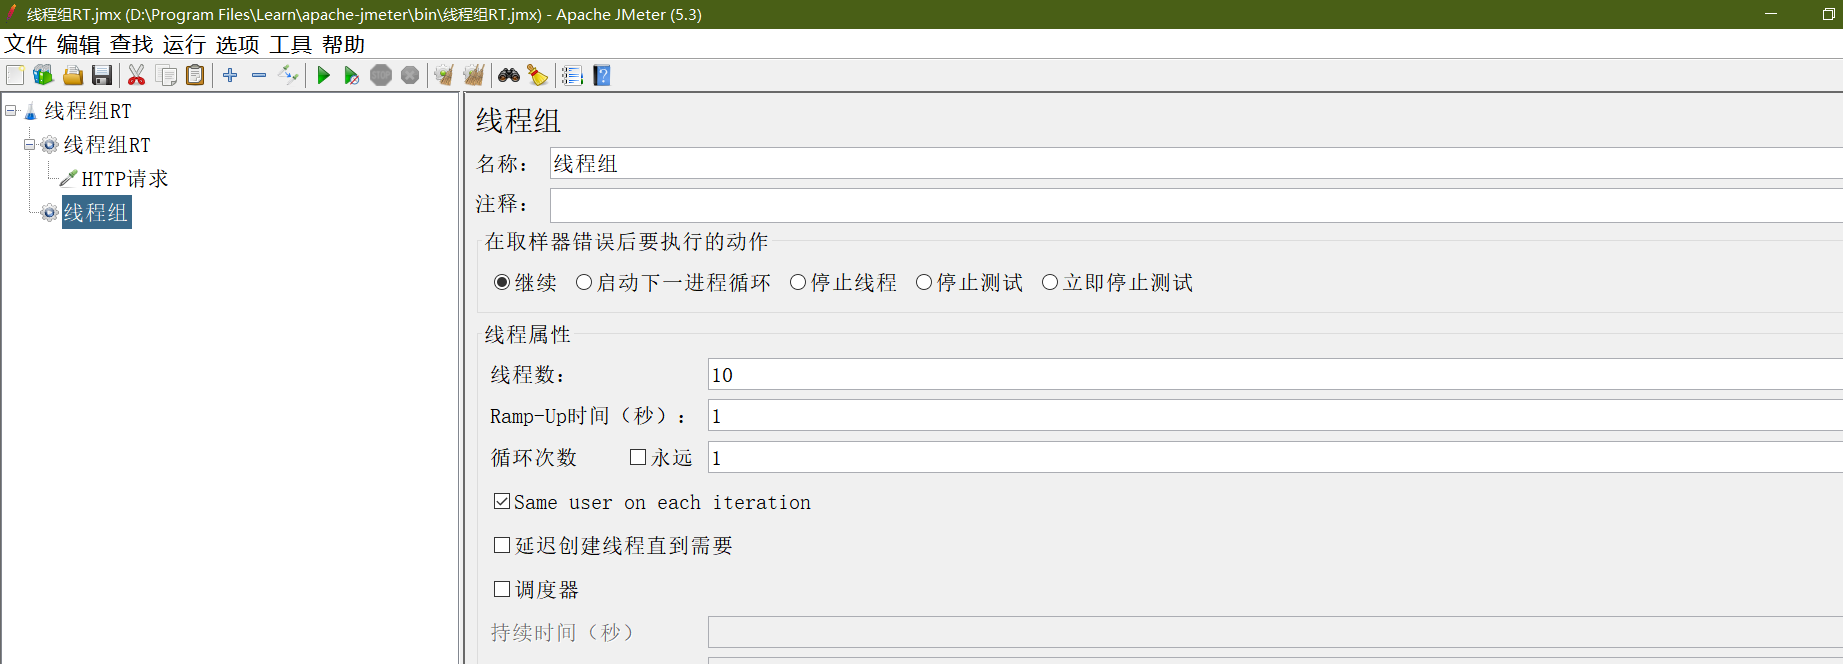 线程组RT.jmx (D:\Program Files\Learn\apache-jmeter\bin\线程组RT.jmx) - Apache JMeter (5.3)
文件 编辑 查找 运行 选项 工具 帮助
线程组RT
线程组RT
HTTP请求
线程组
线程组
名称： 线程组
注释：
在取样器错误后要执行的动作
继续 启动下一进程循环 停止线程 停止测试 立即停止测试
线程属性
线程数： 10
Ramp-Up时间（秒）： 1
循环次数 永远 1
Same user on each iteration
延迟创建线程直到需要
调度器
持续时间（秒）